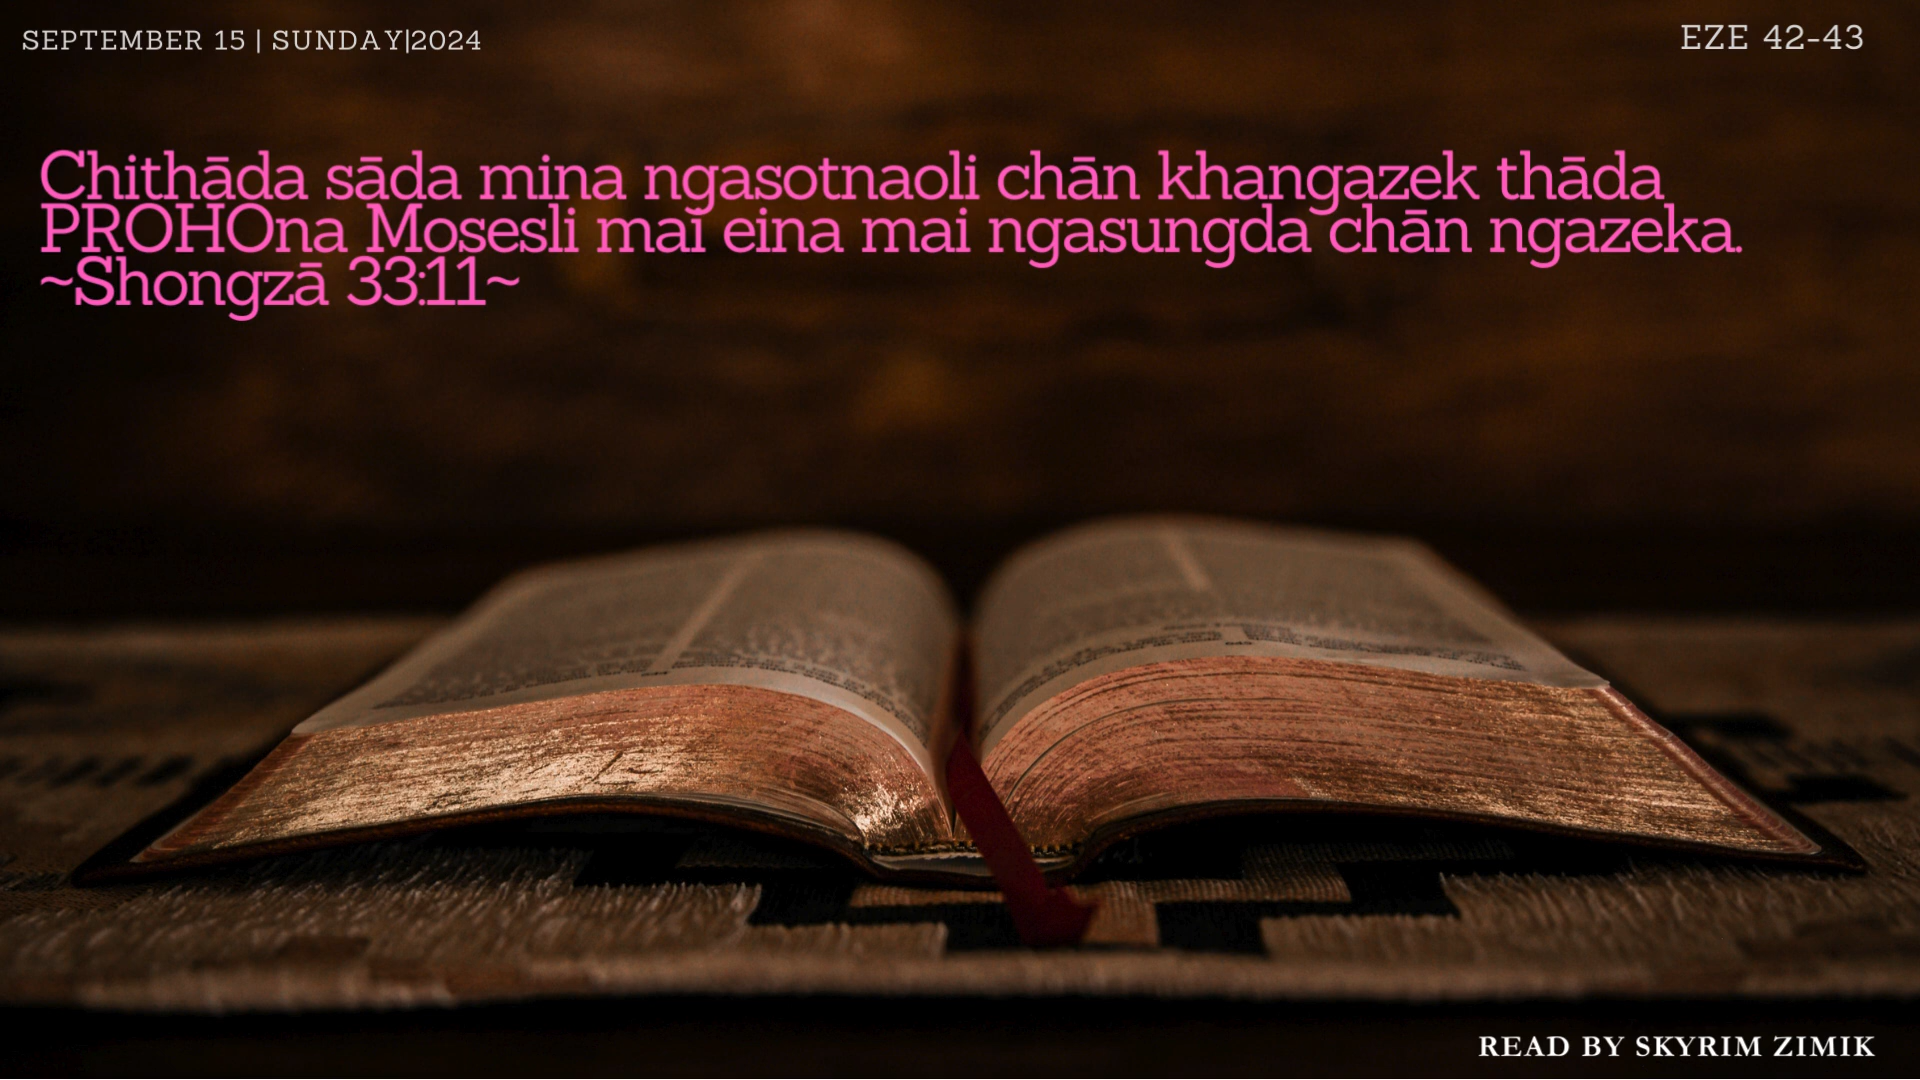 SEPTEMBER 15 | SUNDAY|2024
EZE 42-43
Chithāda sāda mina ngasotnaoli chān khangazek thāda
PROHOna Mosesli mai eina mai ngasungda chān ngazeka.
~Shongzā 33:11~
READ BY SKYRIM ZIMIK